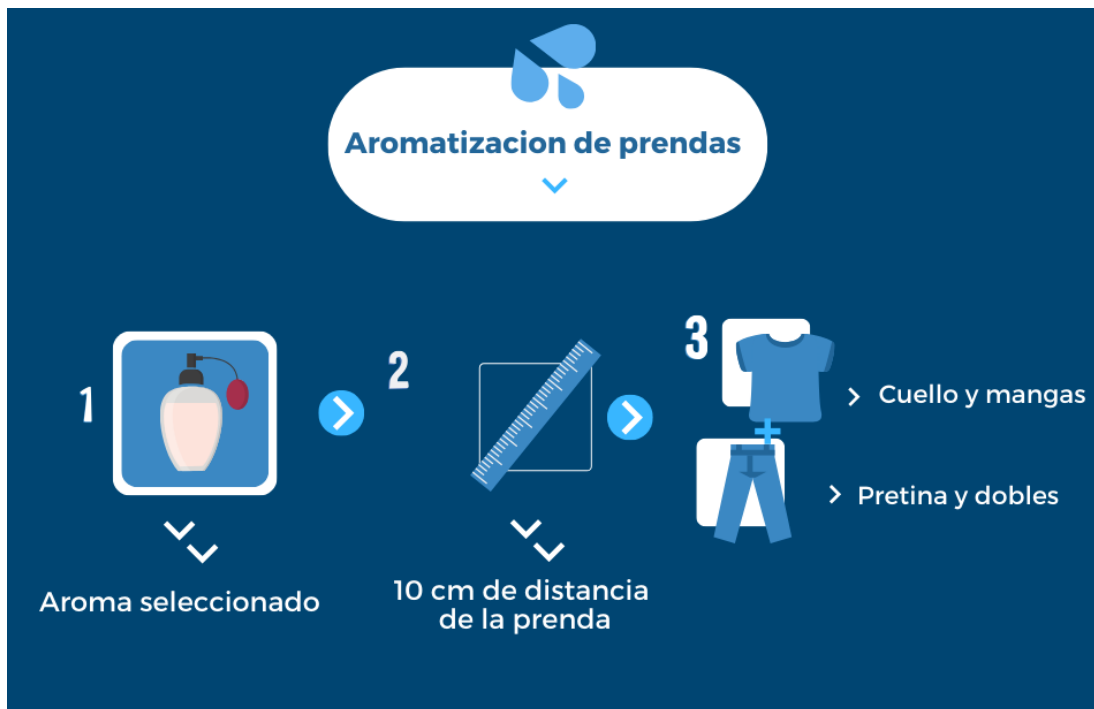 Aromatizacion de prendas
1
Aroma seleccionado
2
10 cm de distancia
de la prenda
3
Cuello y mangas
Pretina y dobles